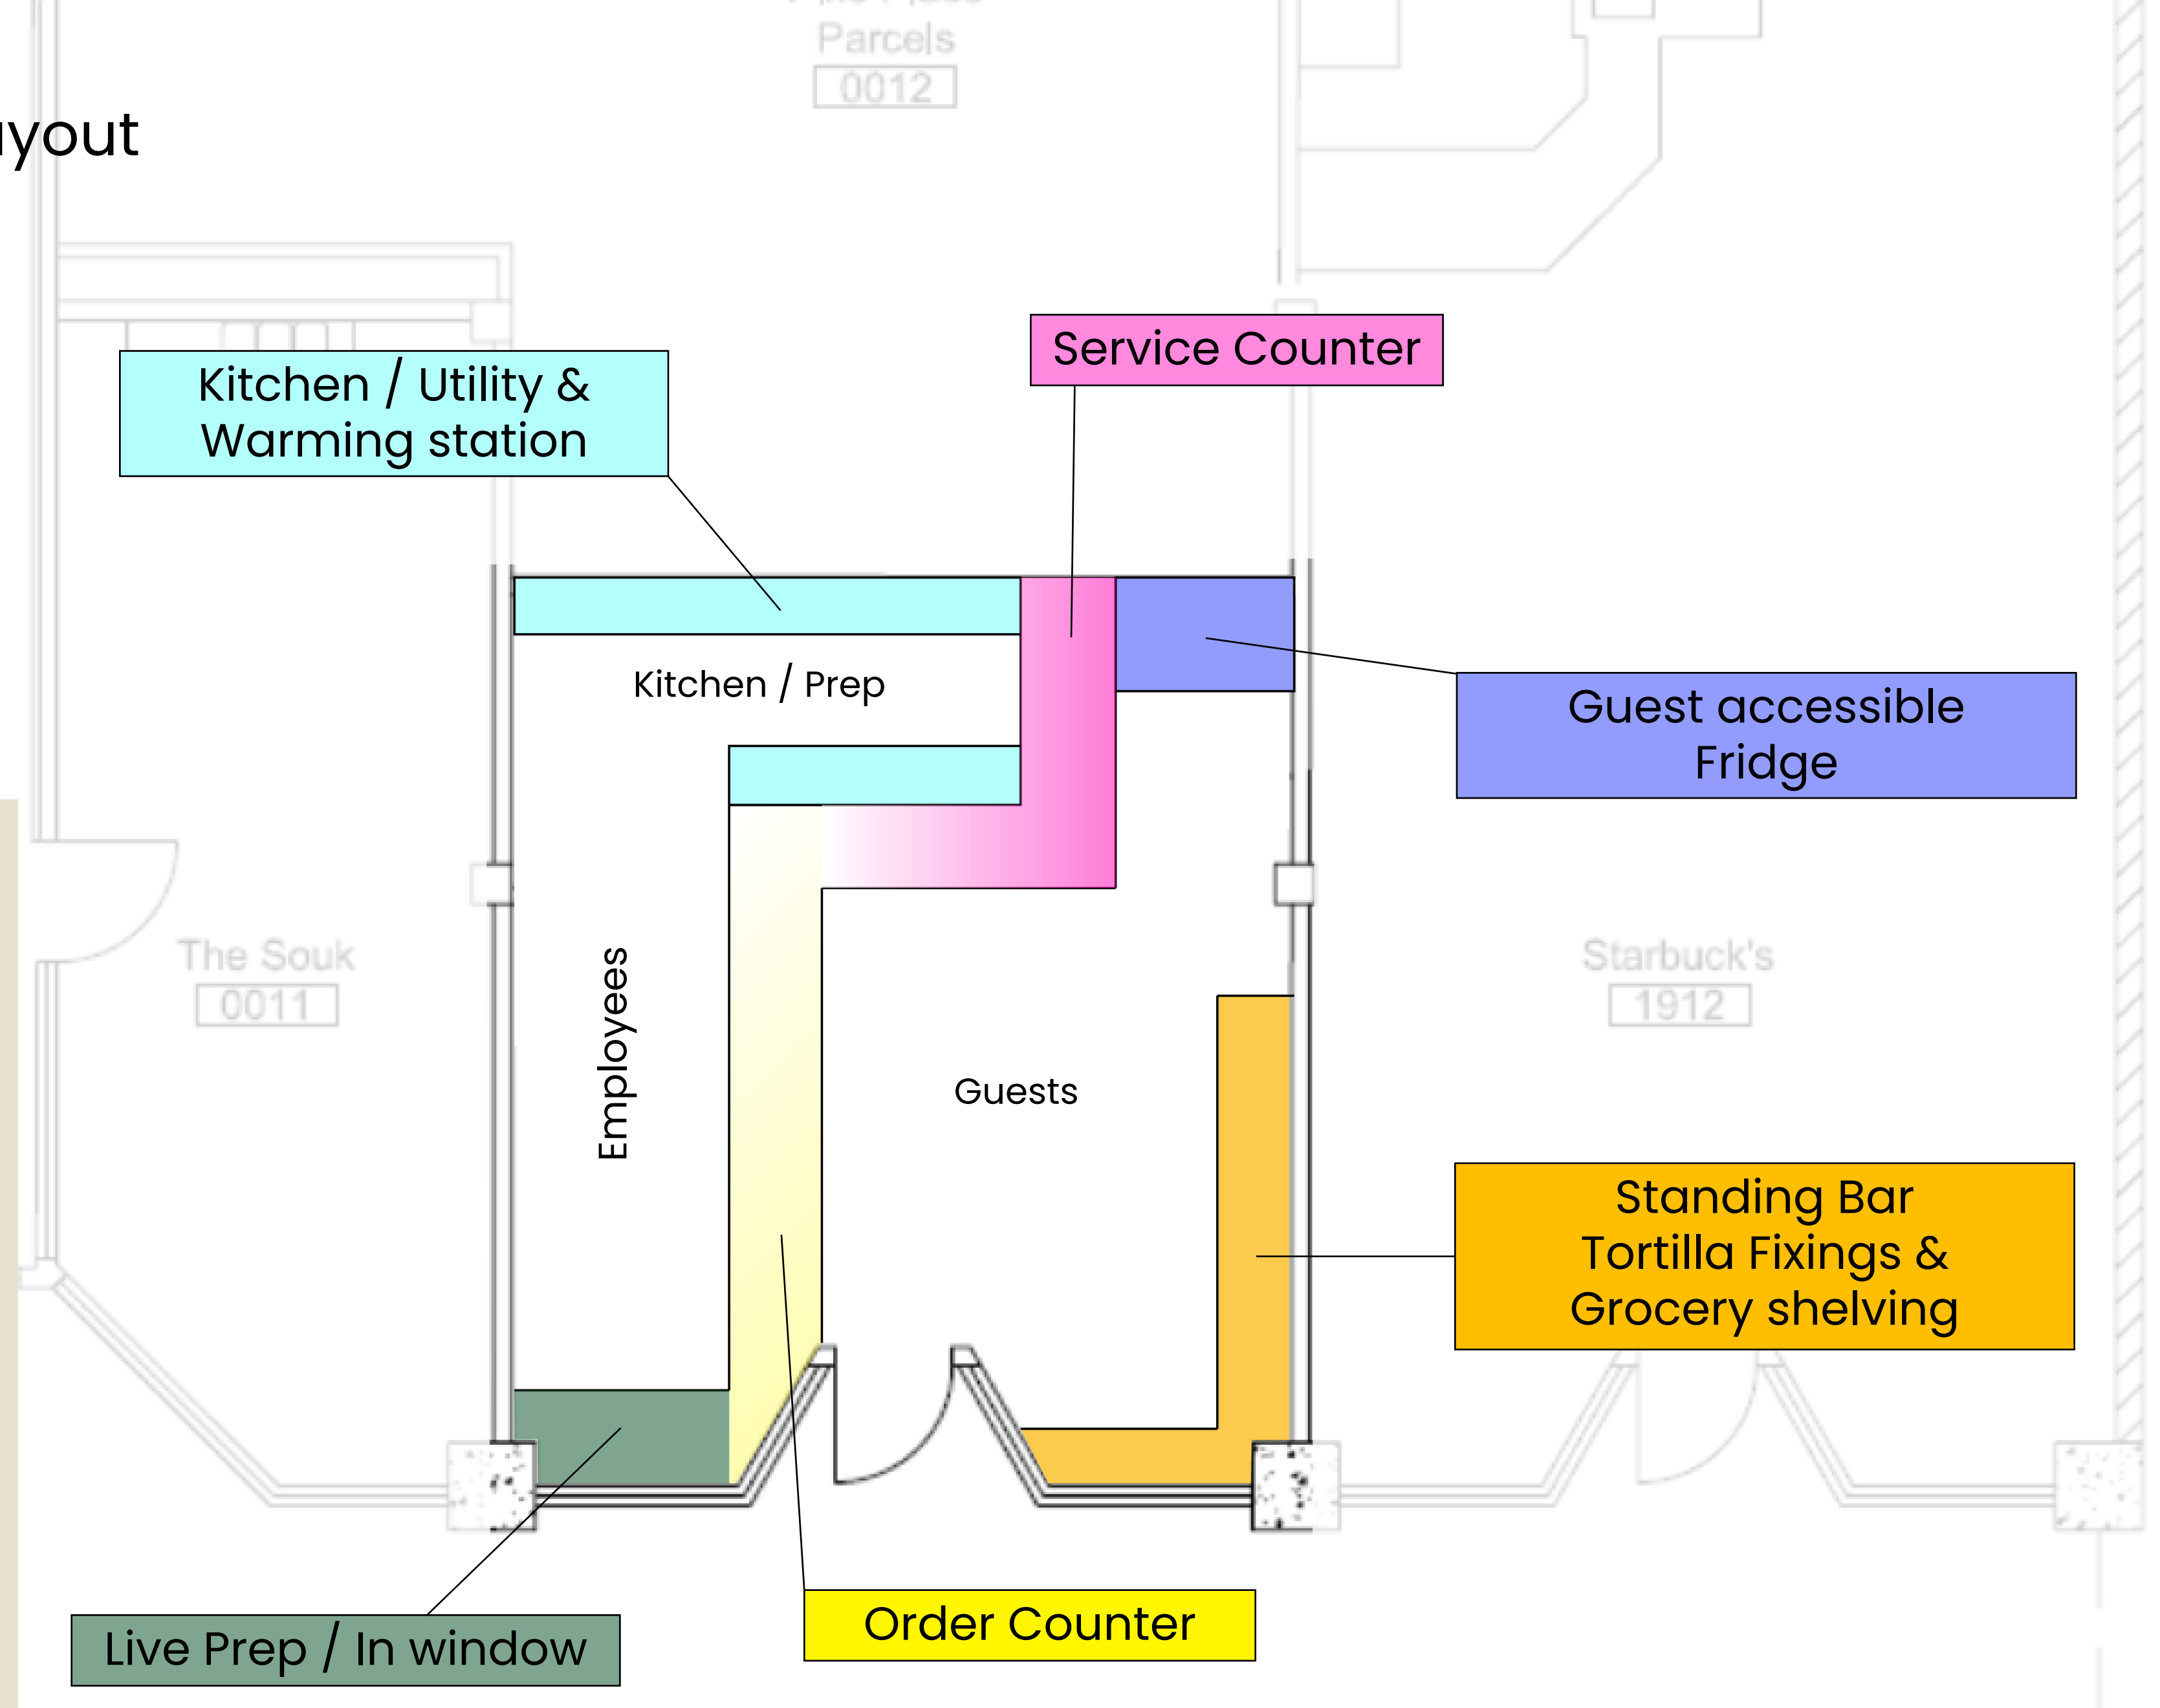 Parcels
0012
Service Counter
Kitchen / Utility &
Warming station
Kitchen / Prep
Guest accessible
Fridge
The Souk
0011
Employees
Guests
Starbuck's
1912
Standing Bar
Tortilla Fixings &
Grocery shelving
Order Counter
Live Prep / In window